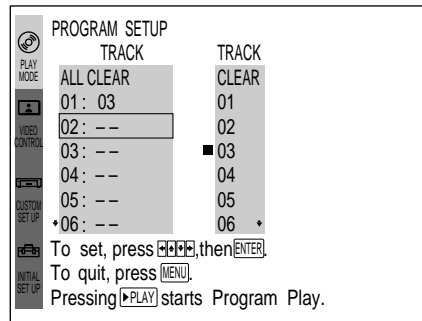 PROGRAM SETUP
TRACK TRACK
PLAY MODE
ALL CLEAR CLEAR
01: 03 01
02: – – 02
VIDEO CONTROL
03: – – 03
04: – – 04
CUSTOM SET UP
05: – – 05
06: – – 06
To set, press ,then ENTER.
INITIAL SET UP
To quit, press MENU.
Pressing PLAY starts Program Play.